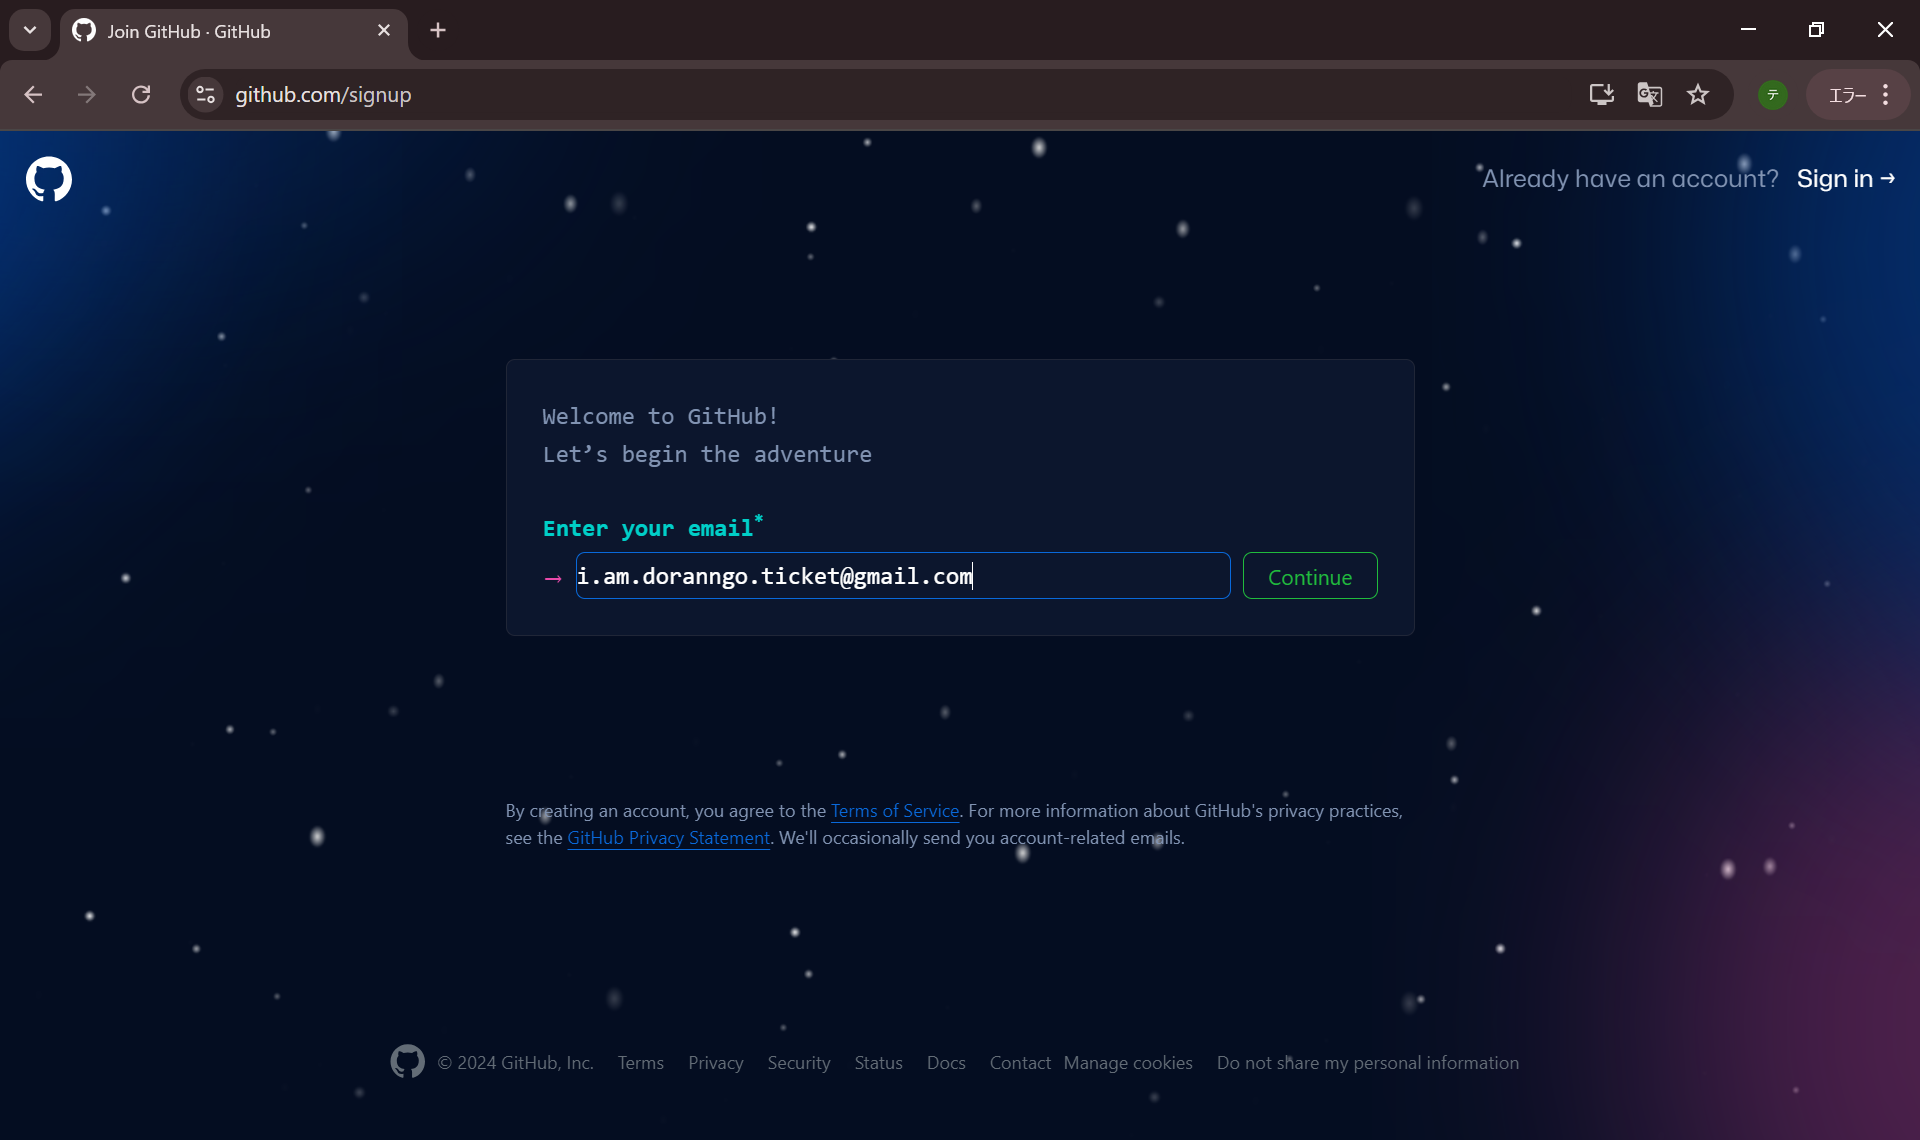 Join GitHub · GitHub
github.com/signup
テ
エラー
Already have an account? Sign in →
Welcome to GitHub!
Let’s begin the adventure
Enter your email*
→ i.am.doranngo.ticket@gmail.com Continue
By creating an account, you agree to the Terms of Service. For more information about GitHub's privacy practices,
see the GitHub Privacy Statement. We'll occasionally send you account-related emails.
© 2024 GitHub, Inc. Terms Privacy Security Status Docs Contact Manage cookies Do not share my personal information